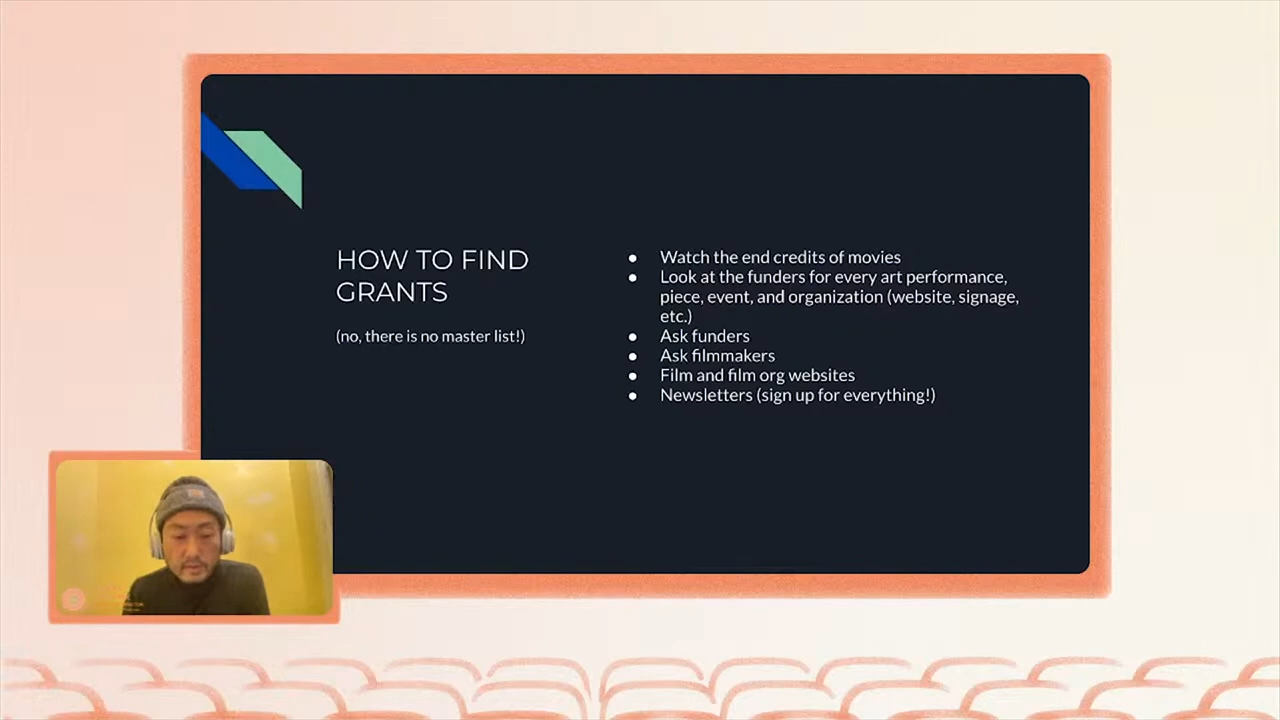 HOW TO FIND
GRANTS
(no, there is no master list!)
● Watch the end credits of movies
● Look at the funders for every art performance,
piece, event, and organization (website, signage,
etc.)
● Ask funders
● Ask filmmakers
● Film and film org websites
● Newsletters (sign up for everything!)